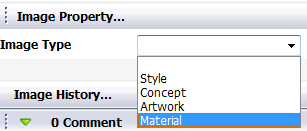 Image Property...
Image Type
Style
Concept
Artwork
Material
Image History...
0 Comment